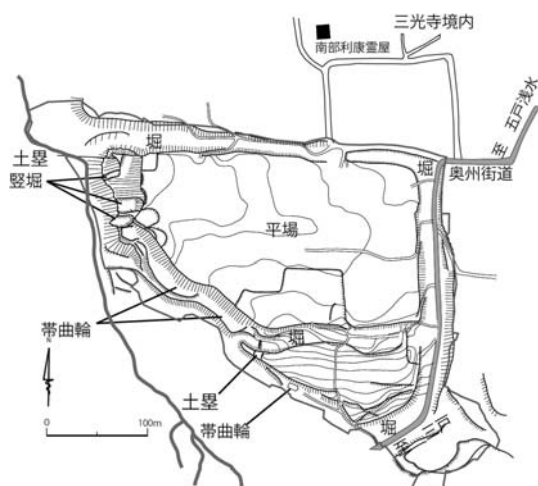 三光寺境内
南部利康霊屋
至 五戸浅水
堀
堀
奥州街道
土塁
竪堀
平場
帯曲輪
堀
N
土塁
帯曲輪
堀
至 三戸
0
100m